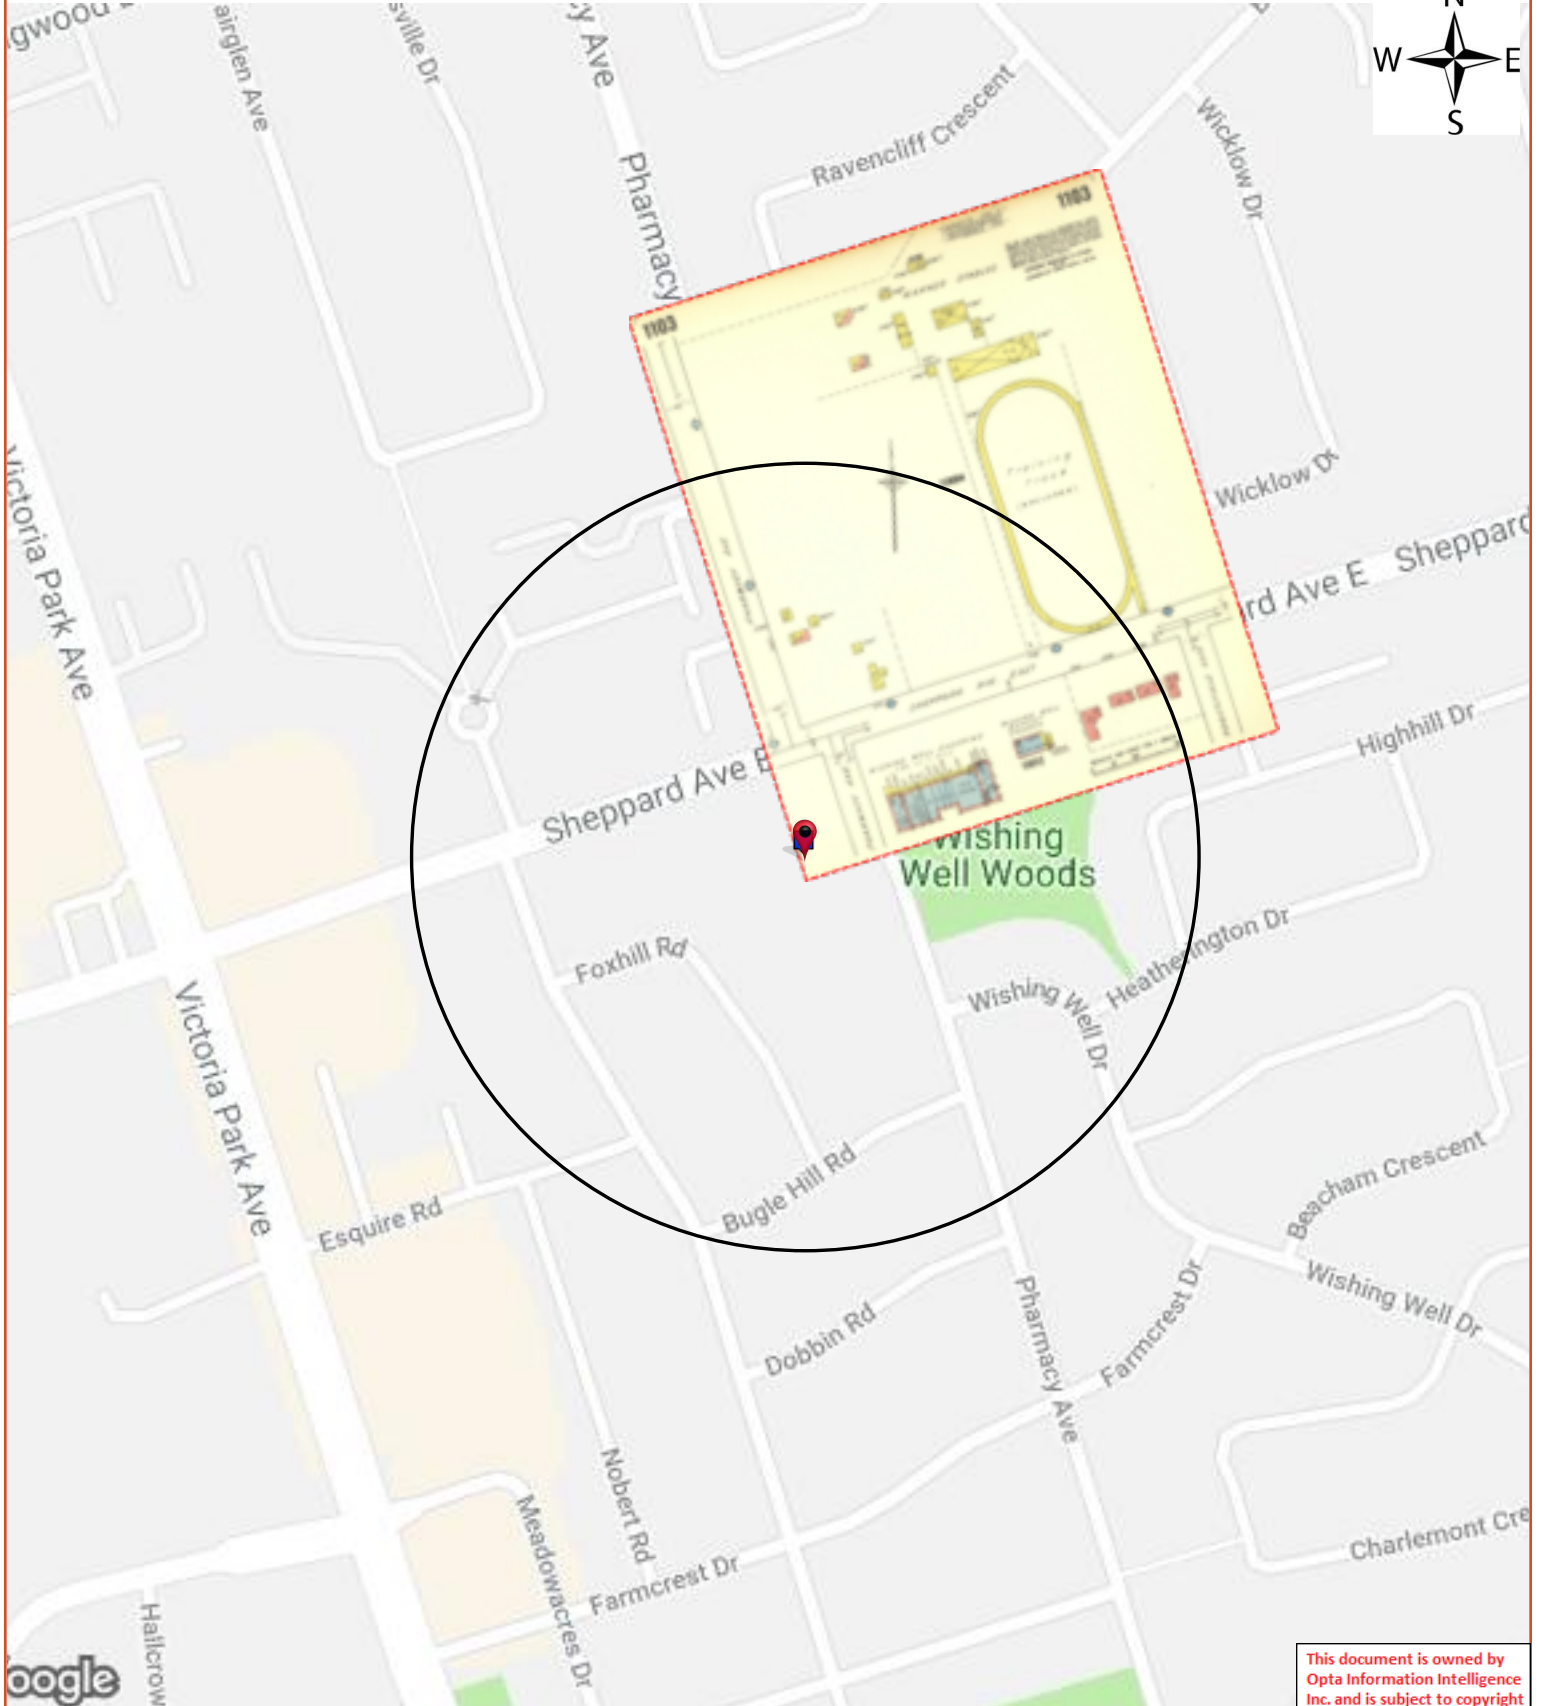 N
W E
S
gwood
airglen Ave
sville Dr
cy Ave
Ravencliff Crescent
Wicklow Dr
Pharmacy
1103
1103
Victoria Park Ave
Training
Track
Wicklow Dr
Sheppard
rd Ave E
Sheppard Ave E
Highhill Dr
Wishing
Well Woods
Foxhill Rd
Heatherington Dr
Wishing Well Dr
Victoria Park Ave
Bugle Hill Rd
Beacham Crescent
Esquire Rd
Wishing Well Dr
Dobbin Rd
Pharmacy Ave
Farmcrest Dr
Nobert Rd
Meadowacres Dr
Charlemont Cre
Farmcrest Dr
Hallcrow
oogle
This document is owned by
Opta Information Intelligence
Inc. and is subject to copyright